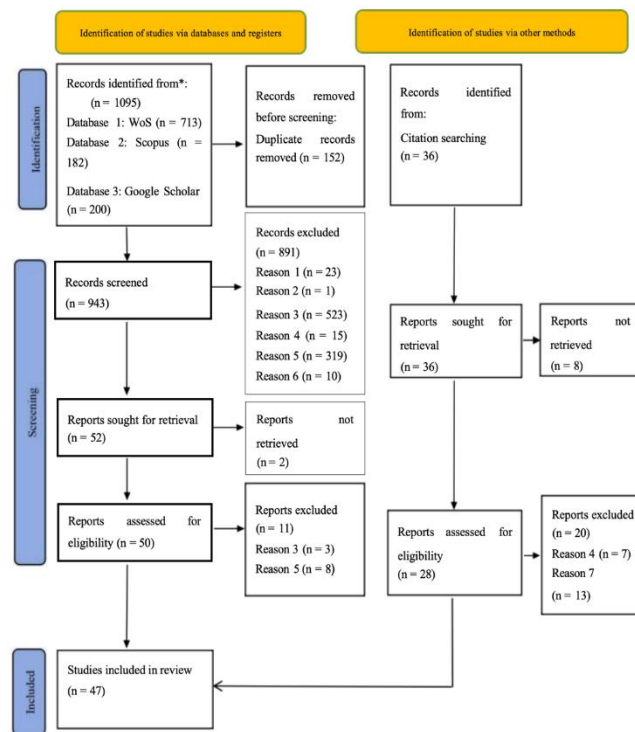 Identification of studies via databases and registers
Identification of studies via other methods
Identification
Records identified from*:
(n = 1095)
Database 1: WoS (n = 713)
Database 2: Scopus (n =
182)
Database 3: Google Scholar
(n = 200)
Records removed
before screening:
Duplicate records
removed (n = 152)
Records identified
from:
Citation searching
(n = 36)
Screening
Records screened
(n = 943)
Records excluded
(n = 891)
Reason 1 (n = 23)
Reason 2 (n = 1)
Reason 3 (n = 523)
Reason 4 (n = 15)
Reason 5 (n = 319)
Reason 6 (n = 10)
Reports sought for
retrieval
(n = 36)
Reports not
retrieved
(n = 8)
Reports sought for retrieval
(n = 52)
Reports not
retrieved
(n = 2)
Reports assessed for
eligibility (n = 50)
Reports excluded
(n = 11)
Reason 3 (n = 3)
Reason 5 (n = 8)
Reports assessed for
eligibility
(n = 28)
Reports excluded
(n = 20)
Reason 4 (n = 7)
Reason 7
(n = 13)
Included
Studies included in review
(n = 47)